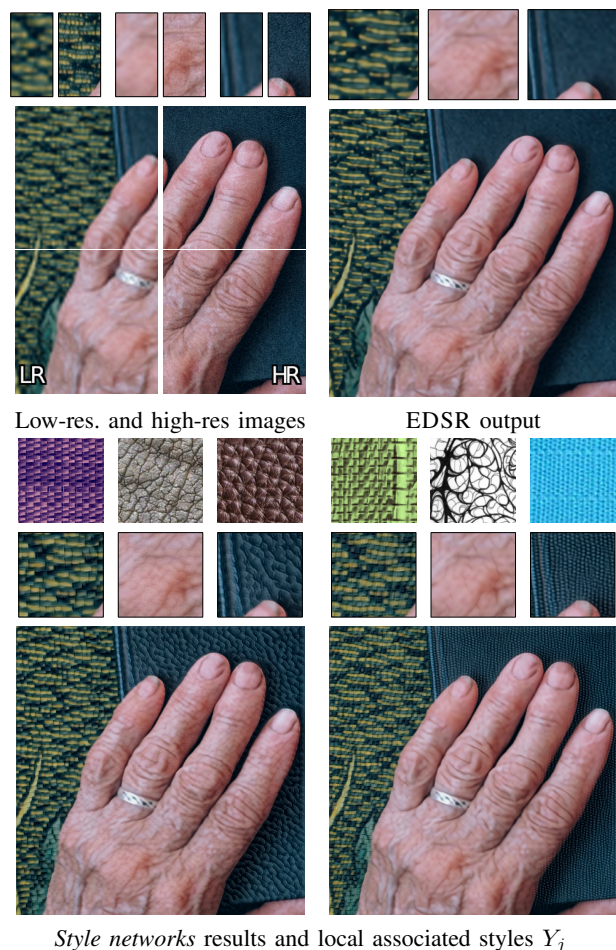 LR
HR
Low-res. and high-res images
EDSR output
Style networks results and local associated styles Y_i